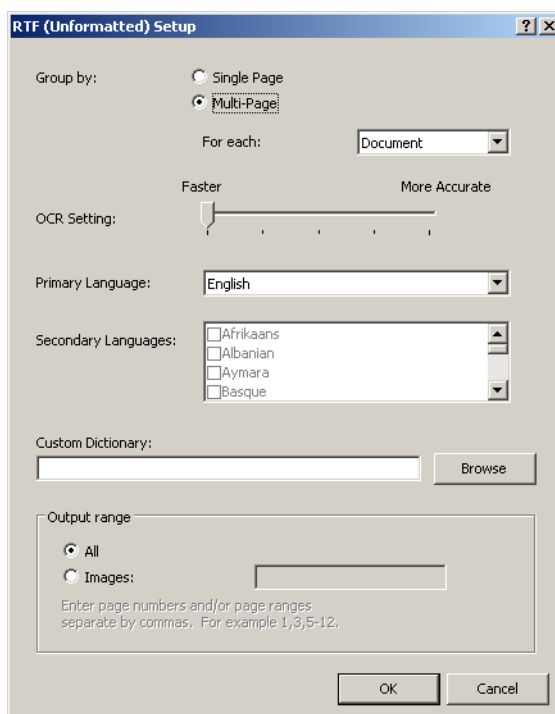 RTF (Unformatted) Setup
Group by:
Single Page
Multi-Page
For each:
Document
Faster
More Accurate
OCR Setting:
Primary Language:
English
Secondary Languages:
Afrikaans
Albanian
Aymara
Basque
Custom Dictionary:
Browse
Output range
All
Images:
Enter page numbers and/or page ranges
separate by commas. For example 1,3,5-12.
OK
Cancel